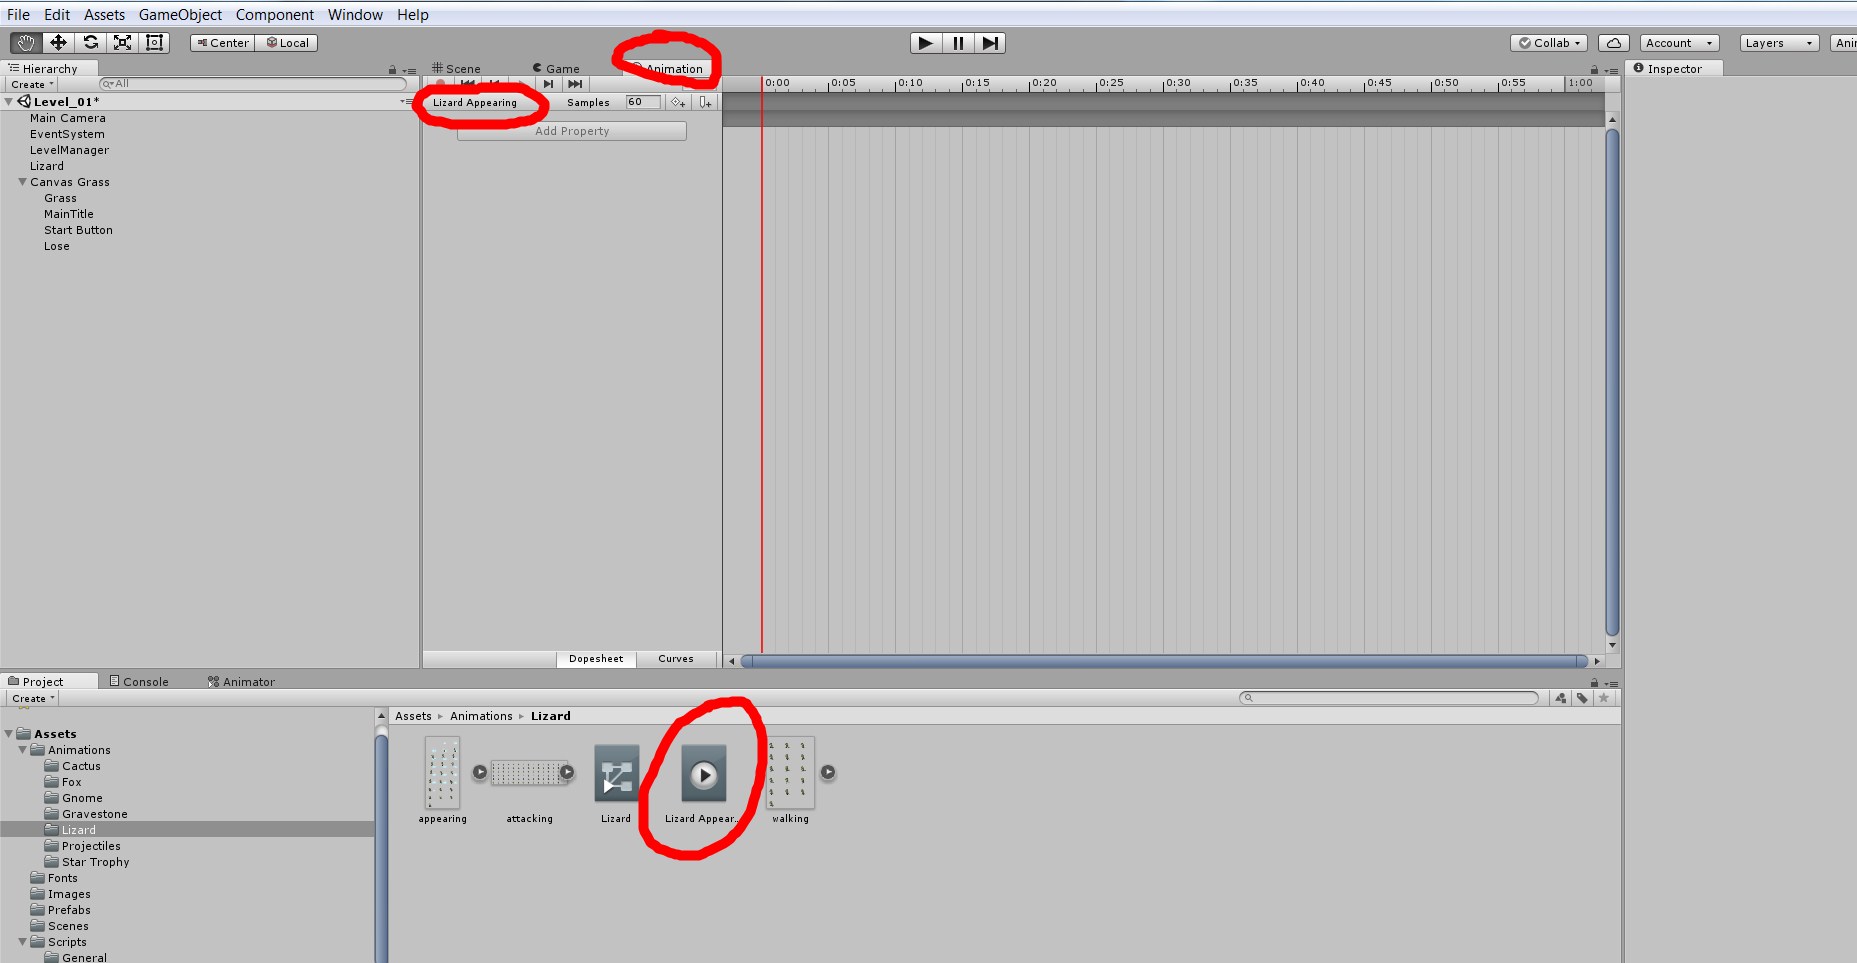 File Edit Assets GameObject Component Window Help
Center Local Collab Account Layers
Hierarchy Scene Game Animation Inspector
Create All 0:00 0:05 0:10 0:15 0:20 0:25 0:30 0:35 0:40 0:45 0:50 0:55 1:00
Level_01* Lizard Appearing Samples 60
Main Camera
EventSystem Add Property
LevelManager
Lizard
Canvas Grass
Grass
MainTitle
Start Button
Lose
Dopesheet Curves
Project Console Animator
Create
Assets Animations Lizard
Assets
Animations
Cactus
Fox
Gnome
Gravestone
Lizard
Projectiles
Star Trophy
Fonts
Images
Prefabs
Scenes
Scripts
General
appearing attacking Lizard Lizard Appear... walking